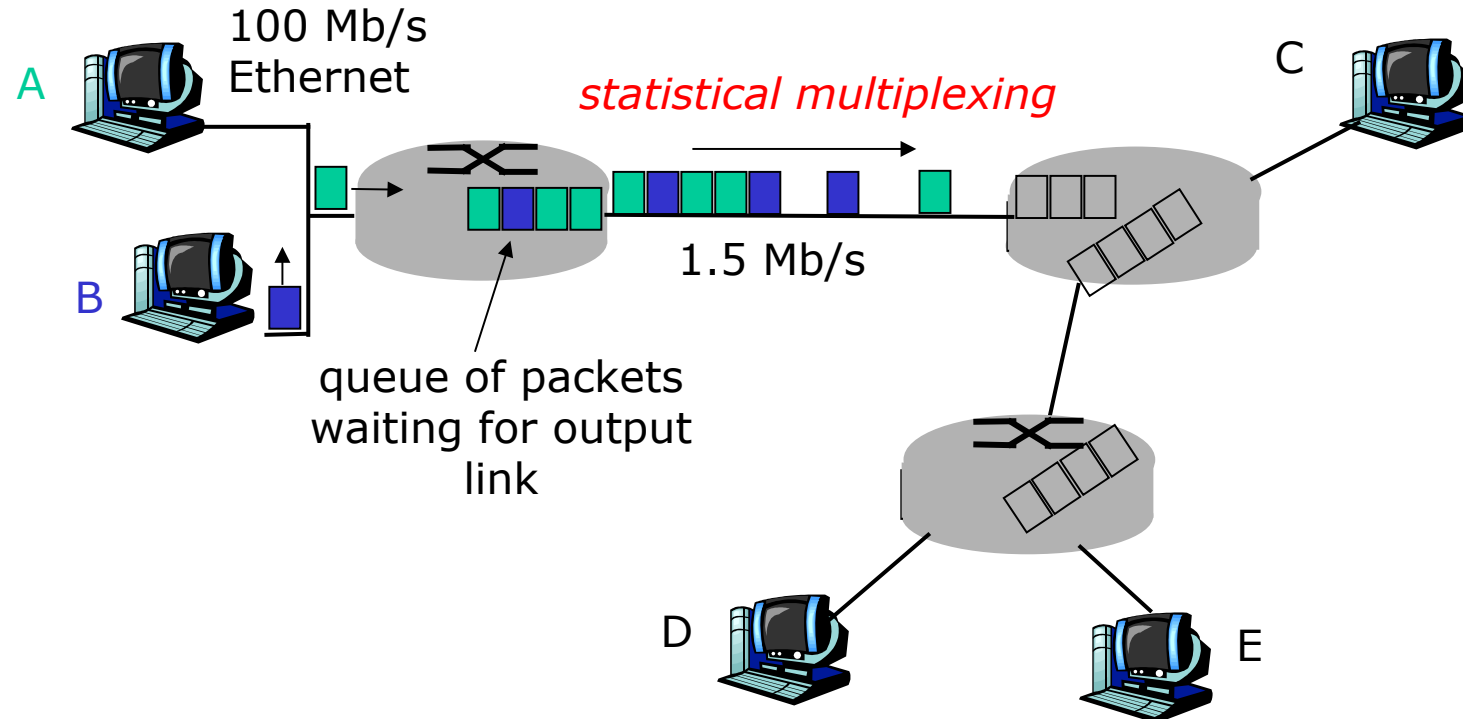 100 Mb/s
Ethernet
A
statistical multiplexing
C
1.5 Mb/s
B
queue of packets
waiting for output
link
D
E